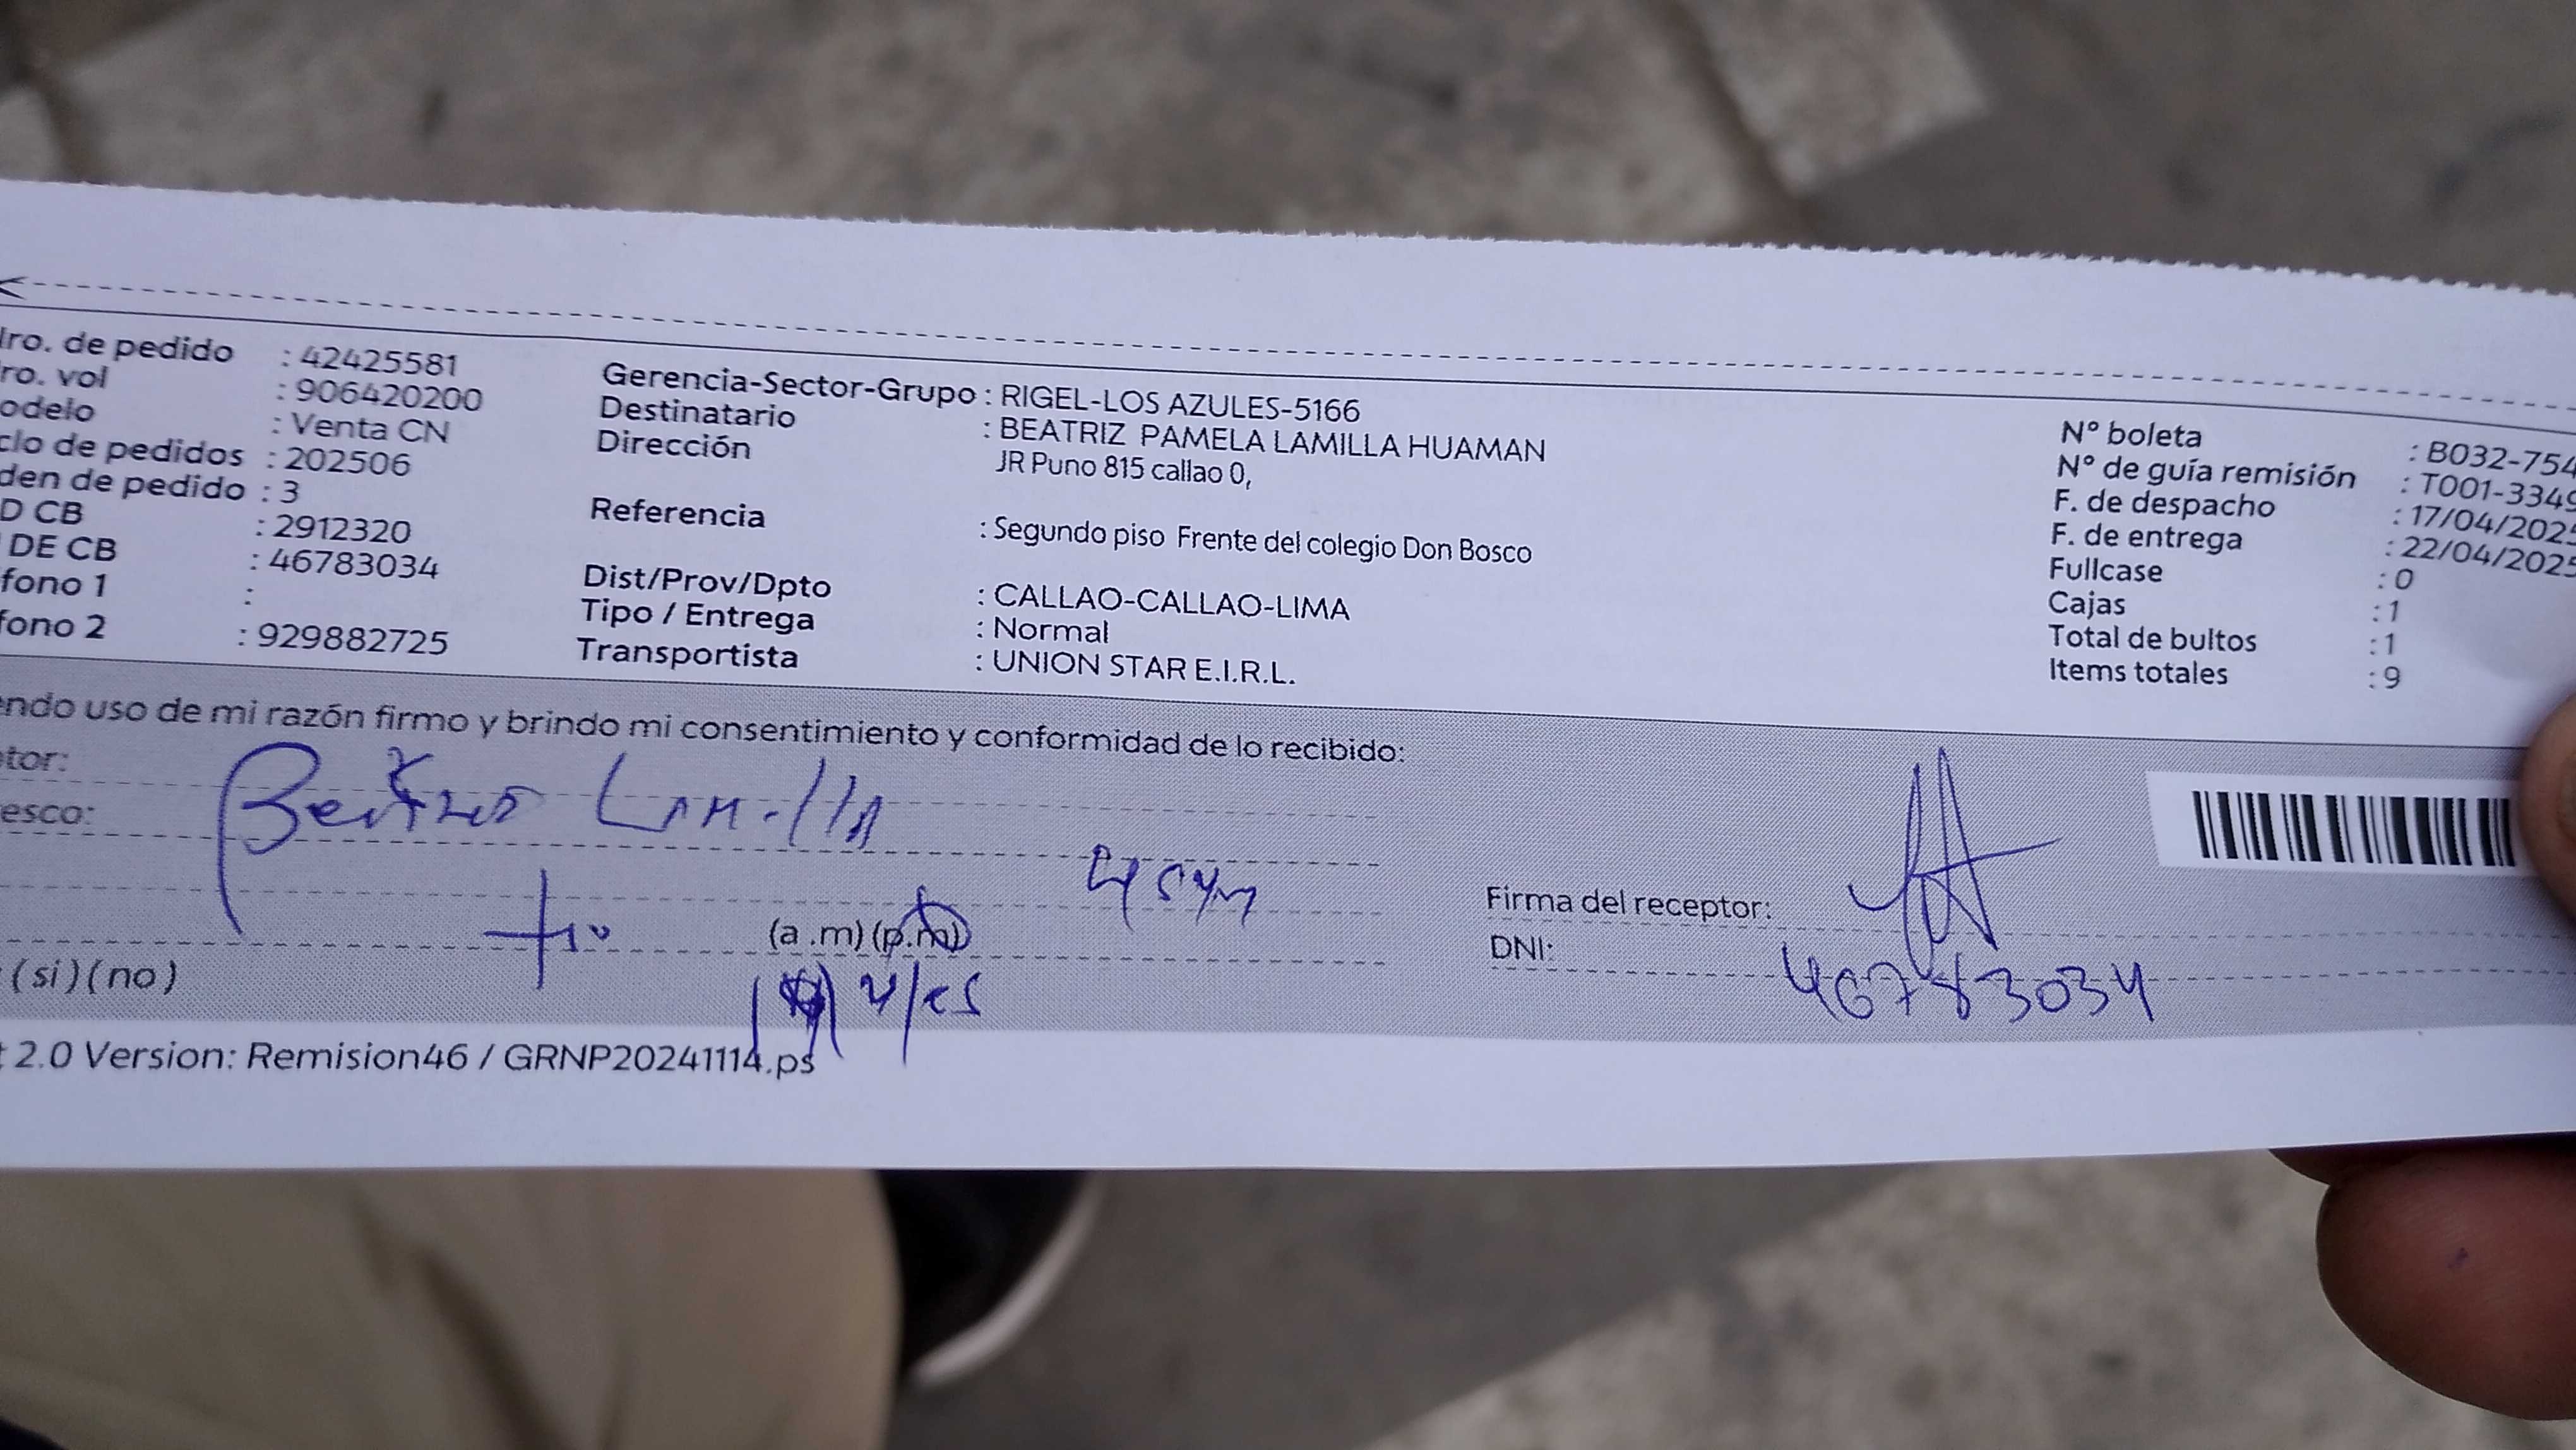 Nro. de pedido : 42425581
ro. vol : 906420200
odelo : Venta CN
clo de pedidos : 202506
den de pedido : 3
D CB : 2912320
DE CB : 46783034
fono 1 :
fono 2 : 929882725
Gerencia-Sector-Grupo : RIGEL-LOS AZULES-5166
Destinatario : BEATRIZ PAMELA LAMILLA HUAMAN
Dirección JR Puno 815 callao 0,
Referencia : Segundo piso Frente del colegio Don Bosco
Dist/Prov/Dpto : CALLAO-CALLAO-LIMA
Tipo / Entrega : Normal
Transportista : UNION STAR E.I.R.L.
N° boleta : B032-754
N° de guía remisión : T001-3349
F. de despacho : 17/04/2025
F. de entrega : 22/04/2025
Fullcase : 0
Cajas : 1
Total de bultos : 1
Items totales : 9
endo uso de mi razón firmo y brindo mi consentimiento y conformidad de lo recibido:
tor: Beatriz Lamilla
esco:
(a .m) (p.m)
Firma del receptor:
DNI: 46783034
(si) (no)
t 2.0 Version: Remision46 / GRNP20241114.ps